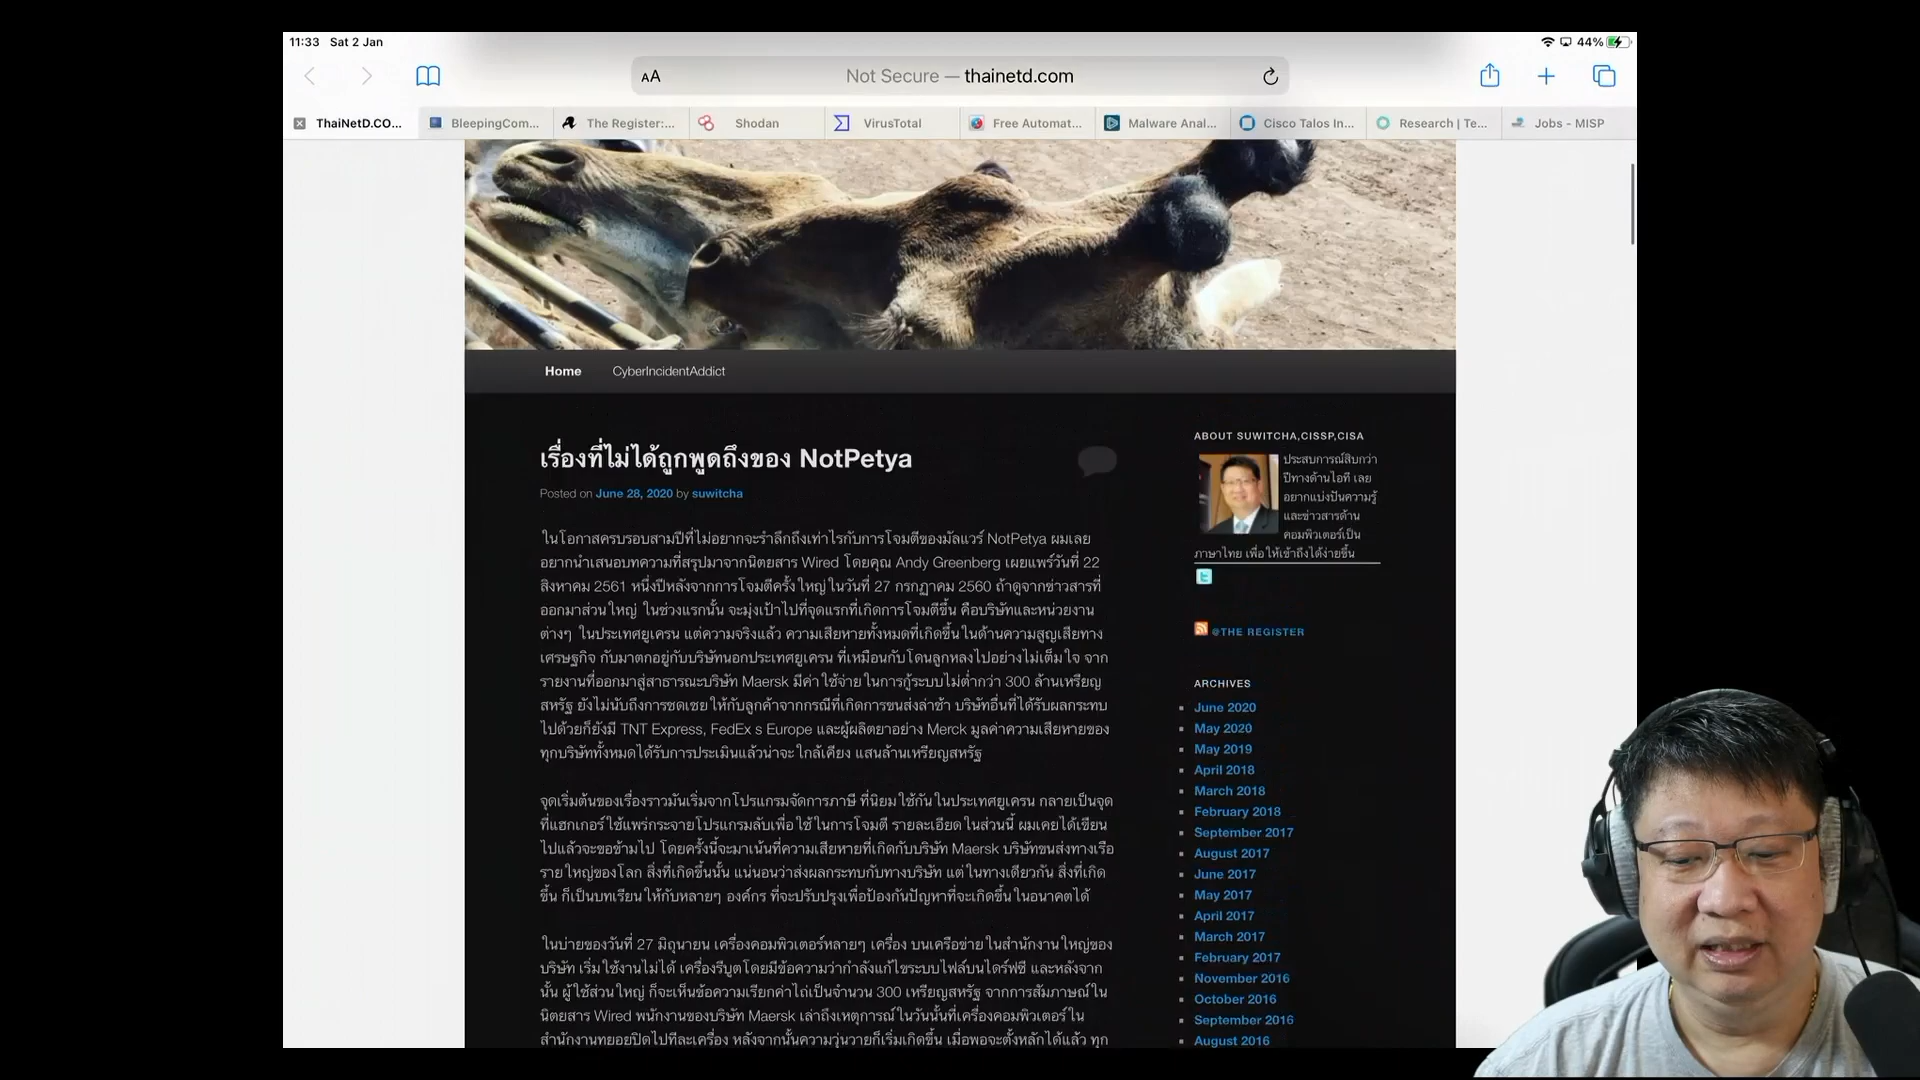 11:33 Sat 2 Jan
44%
AA
Not Secure — thainetd.com
ThaiNetD.CO...
BleepingCom...
The Register:...
Shodan
VirusTotal
Free Automat...
Malware Anal...
Cisco Talos In...
Research | Te...
Jobs - MISP
Home
CyberIncidentAddict
เรื่องที่ไม่ได้ถูกพูดถึงของ NotPetya
Posted on June 28, 2020 by suwitcha
ในโอกาสครบรอบสามปีที่ไม่อยากจะรำลึกถึงเท่าไรกับการโจมตีของมัลแวร์ NotPetya ผมเลย
อยากนำเสนอบทความที่สรุปมาจากนิตยสาร Wired โดยคุณ Andy Greenberg เผยแพร่วันที่ 22
สิงหาคม 2561 หนึ่งปีหลังจากการโจมตีครั้งใหญ่ในวันที่ 27 กรกฎาคม 2560 ถ้าดูจากข่าวสารที่
ออกมาส่วนใหญ่ ในช่วงแรกนั้น จะมุ่งเป้าไปที่จุดแรกที่เกิดการโจมตีขึ้น คือบริษัทและหน่วยงาน
ต่างๆ ในประเทศยูเครน แต่ความจริงแล้ว ความเสียหายทั้งหมดที่เกิดขึ้นในด้านความสูญเสียทาง
เศรษฐกิจ กับมาตกอยู่กับบริษัทนอกประเทศยูเครน ที่เหมือนกับโดนลูกหลงไปอย่างไม่เต็มใจ จาก
รายงานที่ออกมาสู่สาธารณะบริษัท Maersk มีค่าใช้จ่ายในการกู้ระบบไม่ต่ำกว่า 300 ล้านเหรียญ
สหรัฐ ยังไม่นับถึงการชดเชยให้กับลูกค้าจากกรณีที่เกิดการขนส่งล่าช้า บริษัทอื่นที่ได้รับผลกระทบ
ไปด้วยก็ยังมี TNT Express, FedEx s Europe และผู้ผลิตยาอย่าง Merck มูลค่าความเสียหายของ
ทุกบริษัททั้งหมดได้รับการประเมินแล้วน่าจะใกล้เคียง แสนล้านเหรียญสหรัฐ
จุดเริ่มต้นของเรื่องราวมันเริ่มจากโปรแกรมจัดการภาษี ที่นิยมใช้กันในประเทศยูเครน กลายเป็นจุด
ที่แฮกเกอร์ใช้แพร่กระจายโปรแกรมลับเพื่อใช้ในการโจมตี รายละเอียดในส่วนนี้ ผมเคยได้เขียน
ไปแล้วจะขอข้ามไป โดยครั้งนี้จะมาเน้นที่ความเสียหายที่เกิดกับบริษัท Maersk บริษัทขนส่งทางเรือ
รายใหญ่ของโลก สิ่งที่เกิดขึ้นนั้น แน่นอนว่าส่งผลกระทบกับทางบริษัท แต่ในทางเดียวกัน สิ่งที่เกิด
ขึ้น ก็เป็นบทเรียนให้กับหลายๆ องค์กร ที่จะปรับปรุงเพื่อป้องกันปัญหาที่จะเกิดขึ้นในอนาคตได้
ในบ่ายของวันที่ 27 มิถุนายน เครื่องคอมพิวเตอร์หลายๆ เครื่อง บนเครือข่ายในสำนักงานใหญ่ของ
บริษัท เริ่มใช้งานไม่ได้ เครื่องรีบูตโดยมีข้อความว่ากำลังแก้ไขระบบไฟล์บนไดร์ฟซี และหลังจาก
นั้น ผู้ใช้ส่วนใหญ่ ก็จะเห็นข้อความเรียกค่าไถ่เป็นจำนวน 300 เหรียญสหรัฐ จากการสัมภาษณ์ใน
นิตยสาร Wired พนักงานของบริษัท Maersk เล่าถึงเหตุการณ์ในวันนั้นที่เครื่องคอมพิวเตอร์ใน
สำนักงานทยอยปิดไปทีละเครื่อง หลังจากนั้นความวุ่นวายก็เริ่มเกิดขึ้น เมื่อพอจะตั้งหลักได้แล้ว ทุก
ABOUT SUWITCHA,CISSP,CISA
ประสบการณ์สิบกว่า
ปีทางด้านไอที เลย
อยากแบ่งปันความรู้
และข่าวสารด้าน
คอมพิวเตอร์เป็น
ภาษาไทย เพื่อให้เข้าถึงได้ง่ายขึ้น
@THE REGISTER
ARCHIVES
June 2020
May 2020
May 2019
April 2018
March 2018
February 2018
September 2017
August 2017
June 2017
May 2017
April 2017
March 2017
February 2017
November 2016
October 2016
September 2016
August 2016